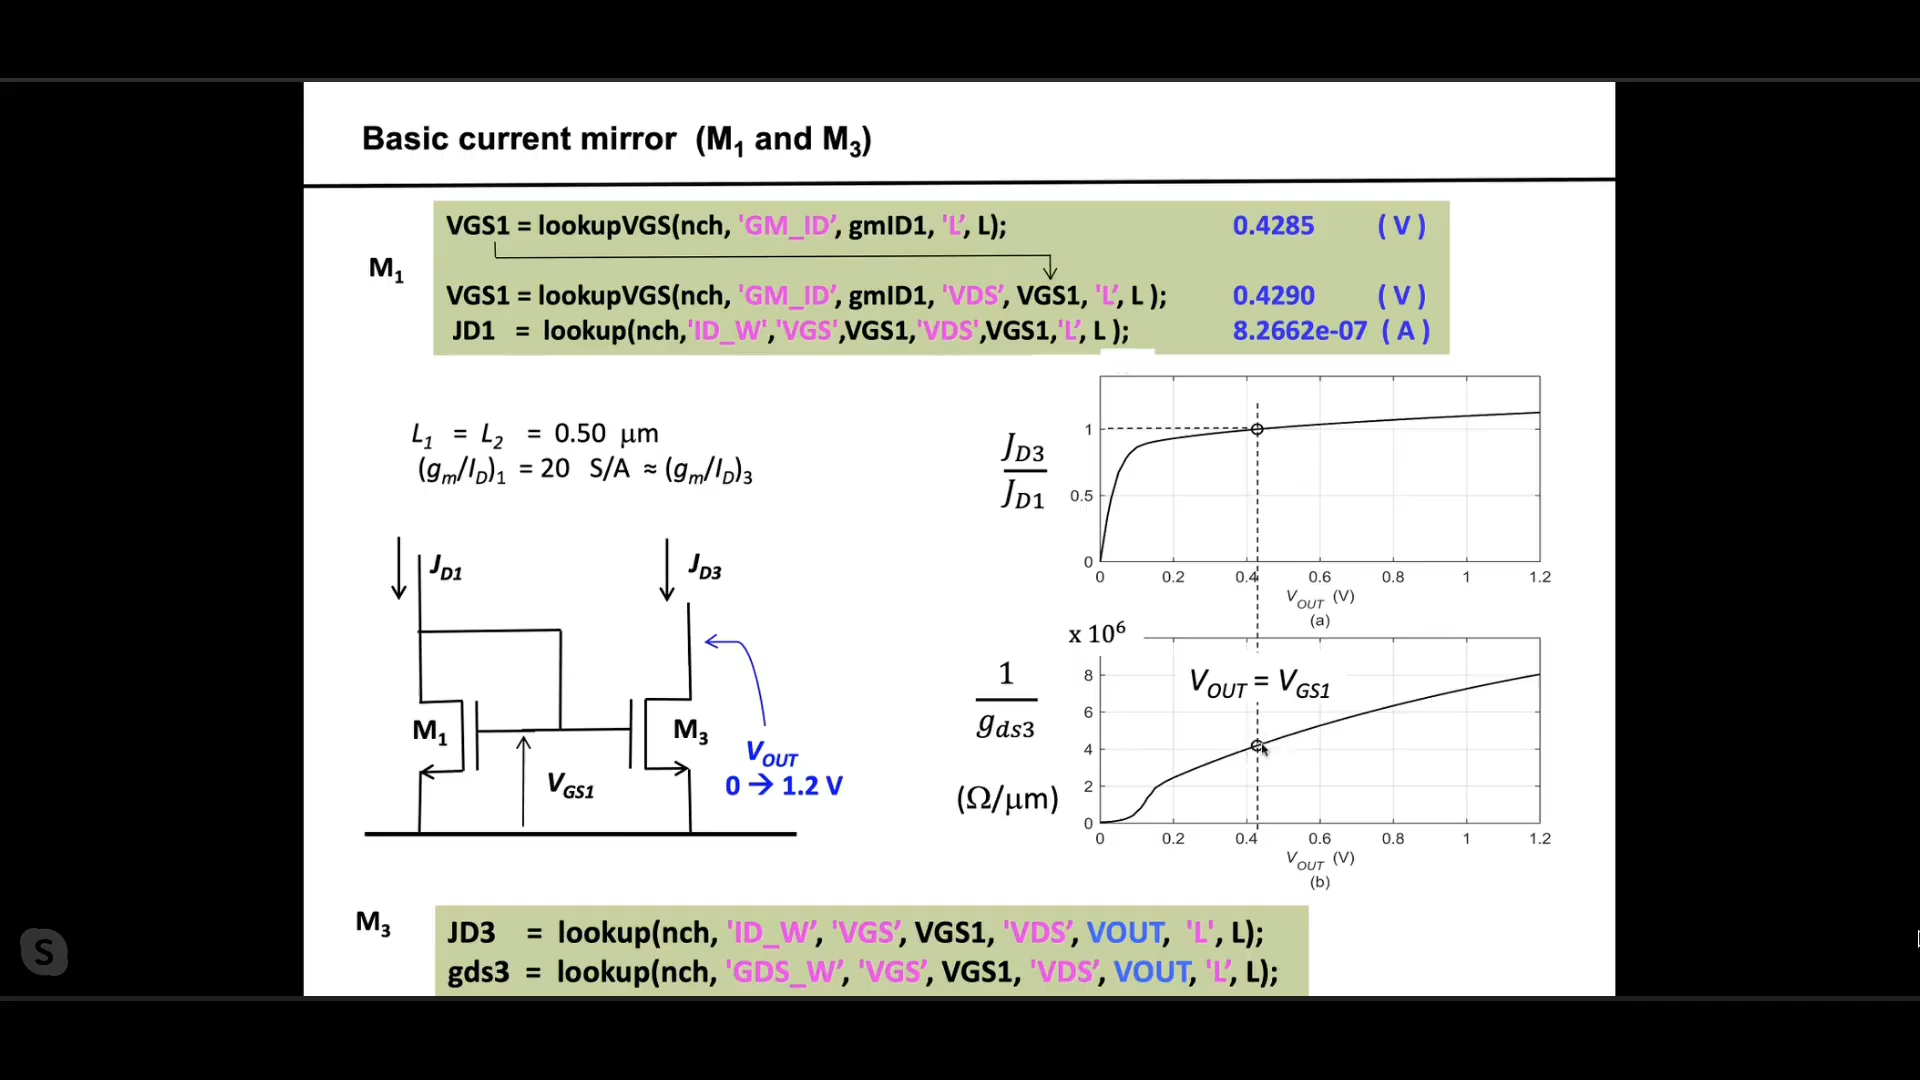 Basic current mirror (M1 and M3)
VGS1 = lookupVGS(nch, 'GM_ID’, gmID1, 'L’, L); 0.4285 ( V )
M1
VGS1 = lookupVGS(nch, 'GM_ID’, gmID1, 'VDS’, VGS1, 'L’, L ); 0.4290 ( V )
JD1 = lookup(nch,'ID_W','VGS',VGS1,'VDS',VGS1,'L’, L ); 8.2662e-07 ( A )
L1 = L2 = 0.50 μm
(gm/ID)1 = 20 S/A ≈ (gm/ID)3
JD3
JD1
1
0.5
0
0 0.2 0.4 0.6 0.8 1 1.2
VOUT (V)
(a)
JD1
JD3
M1
M3
VGS1
VOUT
0 → 1.2 V
x 10⁶
1
gds3
(Ω/μm)
VOUT = VGS1
8
6
4
2
0
0 0.2 0.4 0.6 0.8 1 1.2
VOUT (V)
(b)
M3
JD3 = lookup(nch, 'ID_W’, 'VGS’, VGS1, 'VDS’, VOUT, 'L', L);
gds3 = lookup(nch, 'GDS_W’, 'VGS’, VGS1, 'VDS’, VOUT, 'L’, L);
S